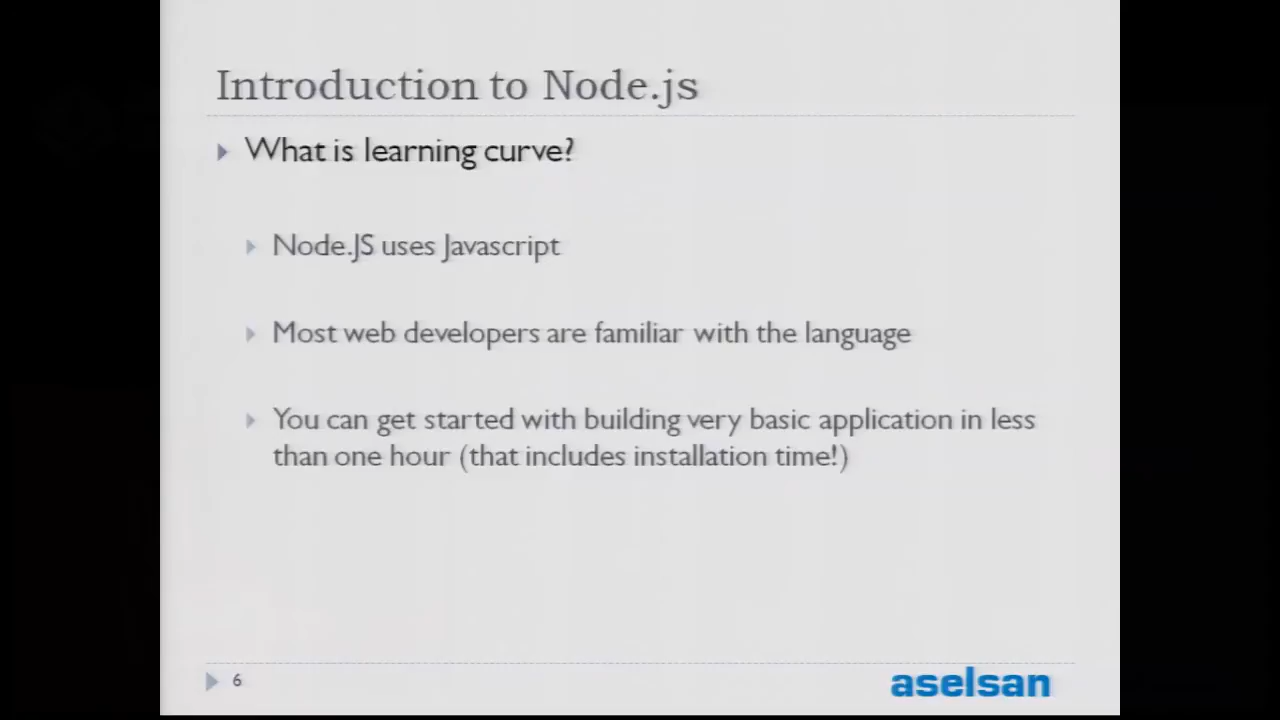 Introduction to Node.js
What is learning curve?
Node.JS uses Javascript
Most web developers are familiar with the language
You can get started with building very basic application in less
than one hour (that includes installation time!)
6
aselsan